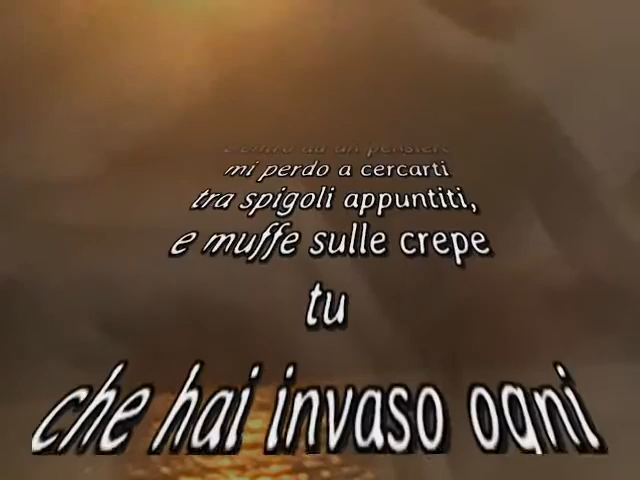 mi perdo a cercarti
tra spigoli appuntiti,
e muffe sulle crepe
tu
che hai invaso ogni